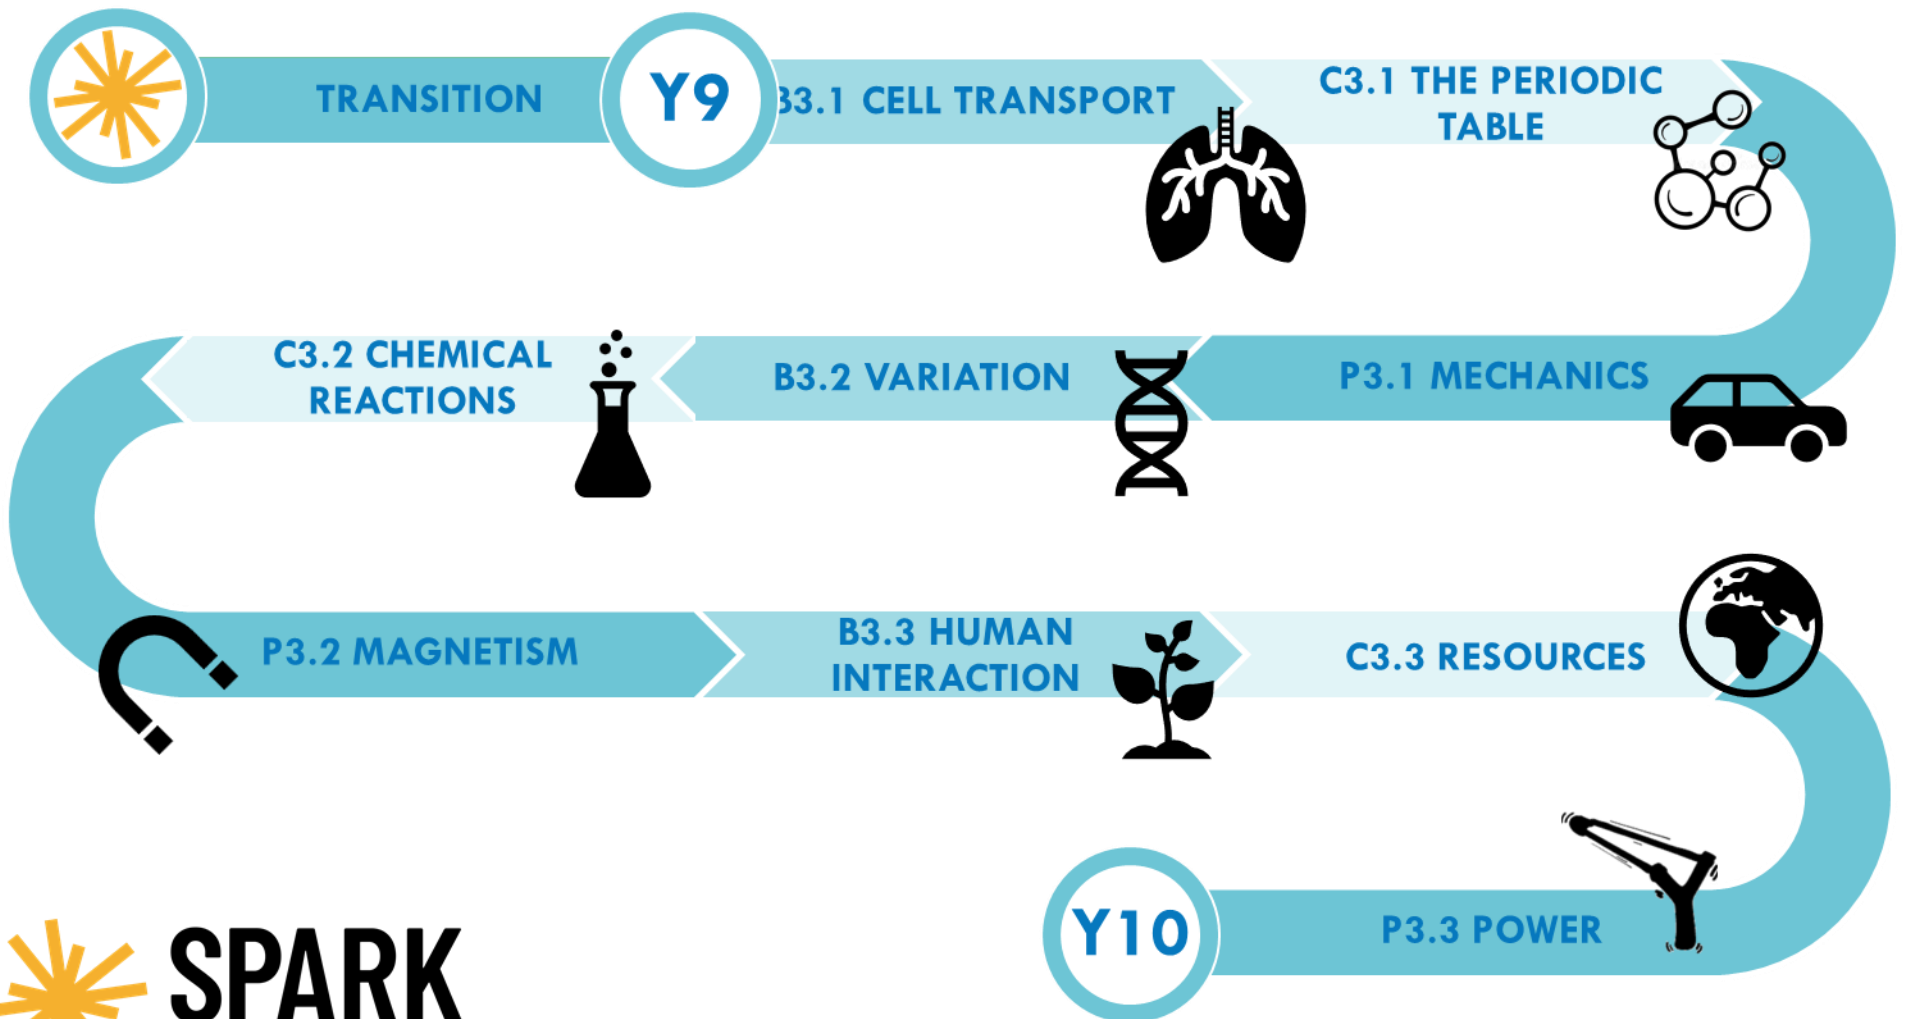 TRANSITION
Y9
B3.1 CELL TRANSPORT
C3.1 THE PERIODIC
TABLE
P3.1 MECHANICS
B3.2 VARIATION
C3.2 CHEMICAL
REACTIONS
P3.2 MAGNETISM
B3.3 HUMAN
INTERACTION
C3.3 RESOURCES
P3.3 POWER
Y10
SPARK